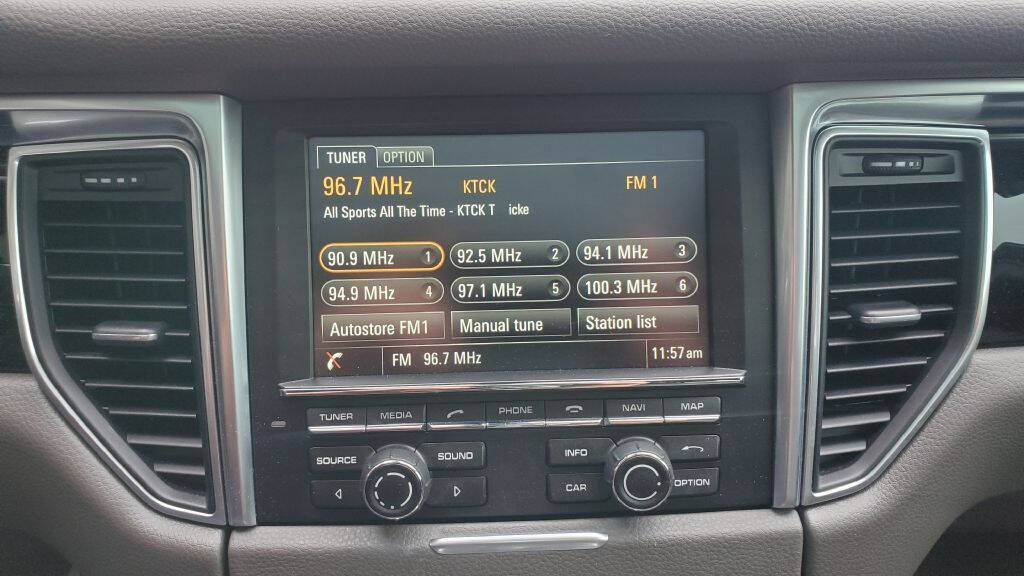 TUNER OPTION
96.7 MHz KTCK FM 1
All Sports All The Time - KTCK T icke
90.9 MHz 1 92.5 MHz 2 94.1 MHz 3
94.9 MHz 4 97.1 MHz 5 100.3 MHz 6
Autostore FM1 Manual tune Station list
FM 96.7 MHz 11:57 am
TUNER MEDIA PHONE NAVI MAP
SOURCE SOUND INFO
CAR OPTION